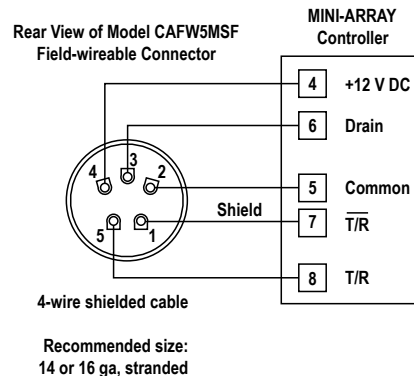 Rear View of Model CAFW5MSF
Field-wireable Connector
MINI-ARRAY
Controller
4 +12 V DC
6 Drain
3
4 2
5 Common
Shield
7 T/R
5 1
8 T/R
4-wire shielded cable
Recommended size:
14 or 16 ga, stranded